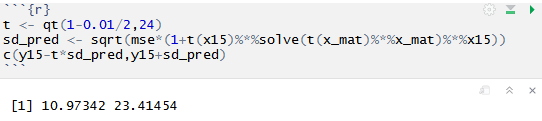 ```{r}
t <- qt(1-0.01/2,24)
sd_pred <- sqrt(mse*(1+t(x15)%*%solve(t(x_mat)%*%x_mat)%*%x15))
c(y15-t*sd_pred,y15+sd_pred)
```
[1] 10.97342 23.41454